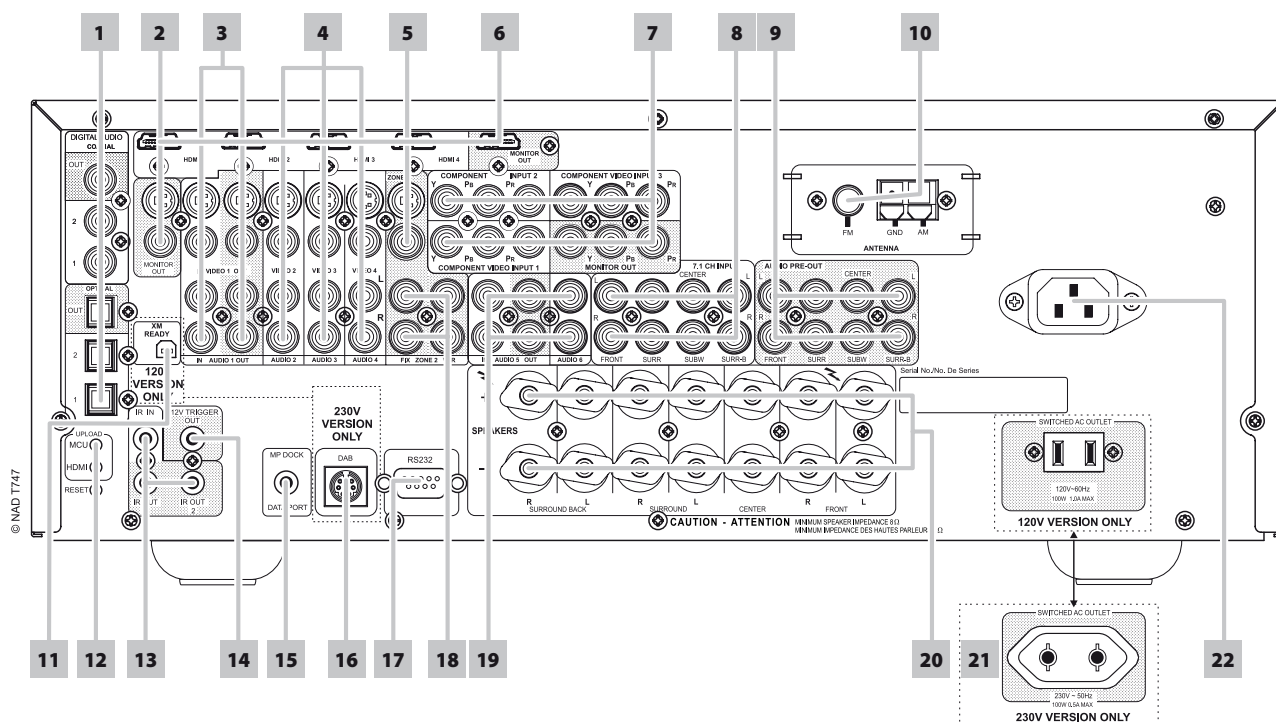 1 2 3 4 5 6 7 8 9 10
DIGITAL AUDIO
COAXIAL
OUT
2
1
OPTICAL
OUT
2
1
HDMI HDMI 2 HDMI 3 HDMI 4
MONITOR
OUT
ZONE
COMPONENT INPUT 2 COMPONENT VIDEO INPUT 3
Y PB PR Y PB PR
Y PB PR Y PB PR
COMPONENT VIDEO INPUT 1 MONITOR OUT
MONITOR
OUT
VIDEO 1 VIDEO 2 VIDEO 3 VIDEO 4
L
R
IN AUDIO 1 OUT AUDIO 2 AUDIO 3 AUDIO 4 FIX ZONE 2
AUDIO 5 OUT AUDIO 6
7.1 CH INPUT
CENTER
L L
R R
FRONT SURR SUBW SURR-B
AUDIO PRE-OUT
CENTER
L L
R R
FRONT SURR SUBW SURR-B
FM GND AM
ANTENNA
XM
READY
120V
VERSION
ONLY
UPLOAD
MCU
HDMI
RESET
IR IN
12V TRIGGER
OUT
IR OUT
IR OUT
2
MP DOCK
DATA PORT
230V
VERSION
ONLY
DAB
RS232
SPEAKERS
+
–
R L R L R L
SURROUND BACK SURROUND CENTER FRONT
CAUTION - ATTENTION
MINIMUM SPEAKER IMPEDANCE 8Ω
MINIMUM IMPEDANCE DES HAUTES PARLEUR Ω
Serial No./No. De Series
SWITCHED AC OUTLET
120V~60Hz
100W 1,0A MAX
120V VERSION ONLY
SWITCHED AC OUTLET
230V ~ 50Hz
100W 0,5A MAX
230V VERSION ONLY
© NAD T747
11 12 13 14 15 16 17 18 19 20 21 22